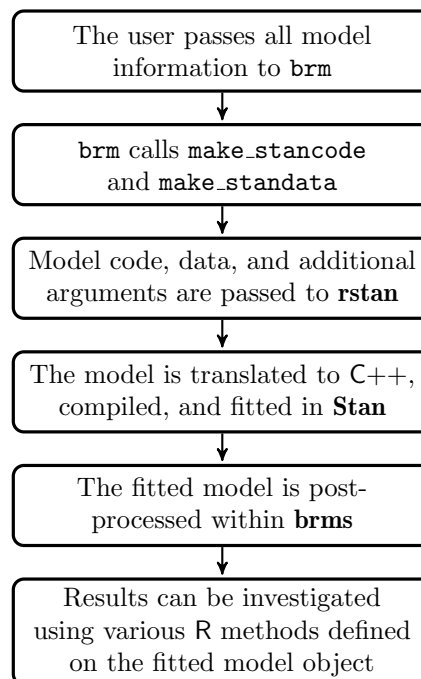 The user passes all model
information to brm
brm calls make_stancode
and make_standata
Model code, data, and additional
arguments are passed to rstan
The model is translated to C++,
compiled, and fitted in Stan
The fitted model is post-
processed within brms
Results can be investigated
using various R methods defined
on the fitted model object